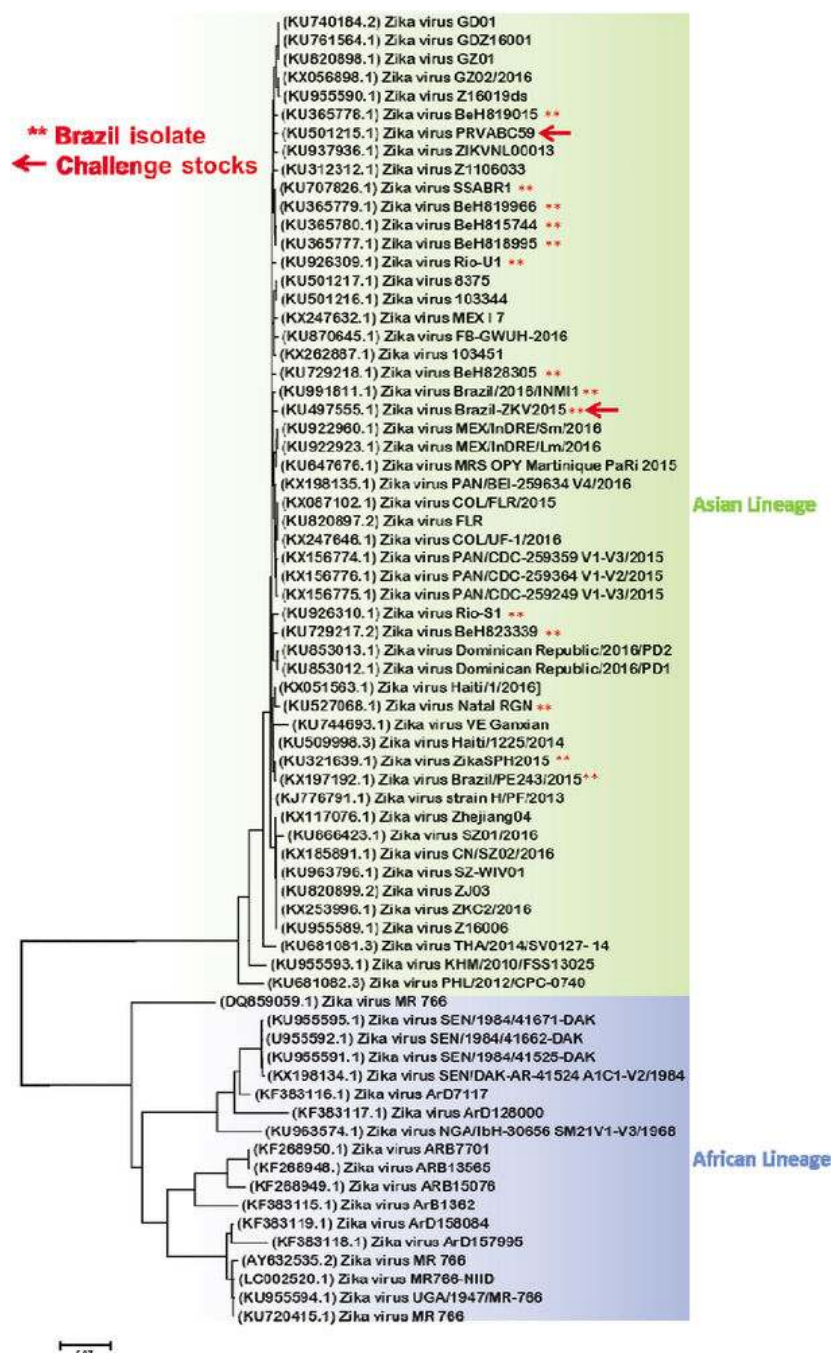 (KU740184.2) Zika virus GD01
(KU761564.1) Zika virus GDZ16001
(KU820898.1) Zika virus GZ01
(KX056898.1) Zika virus GZ02/2016
(KU955590.1) Zika virus Z16019ds
(KU365778.1) Zika virus BeH819015 **
** Brazil isolate
(KU501215.1) Zika virus PRVABC59
(KU937936.1) Zika virus ZIKVNL00013
← Challenge stocks
(KU312312.1) Zika virus Z1106033
(KU707826.1) Zika virus SSABR1 **
(KU365779.1) Zika virus BeH819966 **
(KU365780.1) Zika virus BeH815744 **
(KU365777.1) Zika virus BeH818995 **
(KU926309.1) Zika virus Rio-U1 **
(KU501217.1) Zika virus 8375
(KU501216.1) Zika virus 103344
(KX247632.1) Zika virus MEX I 7
(KU870645.1) Zika virus FB-GWUH-2016
(KX262887.1) Zika virus 103451
(KU729218.1) Zika virus BeH828305 **
(KU991811.1) Zika virus Brazil/2016/INMI1 **
(KU497555.1) Zika virus Brazil-ZKV2015 **
(KU922960.1) Zika virus MEX/InDRE/Sm/2016
(KU922923.1) Zika virus MEX/InDRE/Lm/2016
(KU647676.1) Zika virus MRS OPY Martinique PaRi 2015
(KX198135.1) Zika virus PAN/BEI-259634 V4/2016
(KX087102.1) Zika virus COL/FLR/2015
Asian Lineage
(KU820897.2) Zika virus FLR
(KX247646.1) Zika virus COL/UF-1/2016
(KX156774.1) Zika virus PAN/CDC-259359 V1-V3/2015
(KX156776.1) Zika virus PAN/CDC-259364 V1-V2/2015
(KX156775.1) Zika virus PAN/CDC-259249 V1-V3/2015
(KU926310.1) Zika virus Rio-S1 **
(KU729217.2) Zika virus BeH823339 **
(KU853013.1) Zika virus Dominican Republic/2016/PD2
(KU853012.1) Zika virus Dominican Republic/2016/PD1
(KX051563.1) Zika virus Haiti/1/2016]
(KU527068.1) Zika virus Natal RGN **
(KU744693.1) Zika virus VE Ganxian
(KU509998.3) Zika virus Haiti/1225/2014
(KU321639.1) Zika virus ZikaSPH2015 **
(KX197192.1) Zika virus Brazil/PE243/2015 **
(KJ776791.1) Zika virus strain H/PF/2013
(KX117076.1) Zika virus Zhejiang04
(KU866423.1) Zika virus SZ01/2016
(KX185891.1) Zika virus CN/SZ02/2016
(KU963796.1) Zika virus SZ-WIV01
(KU820899.2) Zika virus ZJ03
(KX253996.1) Zika virus ZKC2/2016
(KU955589.1) Zika virus Z16006
(KU681081.3) Zika virus THA/2014/SV0127- 14
(KU955593.1) Zika virus KHM/2010/FSS13025
(KU681082.3) Zika virus PHL/2012/CPC-0740
(DQ859059.1) Zika virus MR 766
(KU955595.1) Zika virus SEN/1984/41671-DAK
(U955592.1) Zika virus SEN/1984/41662-DAK
(KU955591.1) Zika virus SEN/1984/41525-DAK
(KX198134.1) Zika virus SEN/DAK-AR-41524 A1C1-V2/1984
(KF383116.1) Zika virus ArD7117
(KF383117.1) Zika virus ArD128000
(KU963574.1) Zika virus NGA/IbH-30656 SM21V1-V3/1968
(KF268950.1) Zika virus ARB7701
African Lineage
(KF268948.) Zika virus ARB13565
(KF268949.1) Zika virus ARB15076
(KF383115.1) Zika virus ArB1362
(KF383119.1) Zika virus ArD158084
(KF383118.1) Zika virus ArD157995
(AY632535.2) Zika virus MR 766
(LC002520.1) Zika virus MR766-NIID
(KU955594.1) Zika virus UGA/1947/MR-766
(KU720415.1) Zika virus MR 766